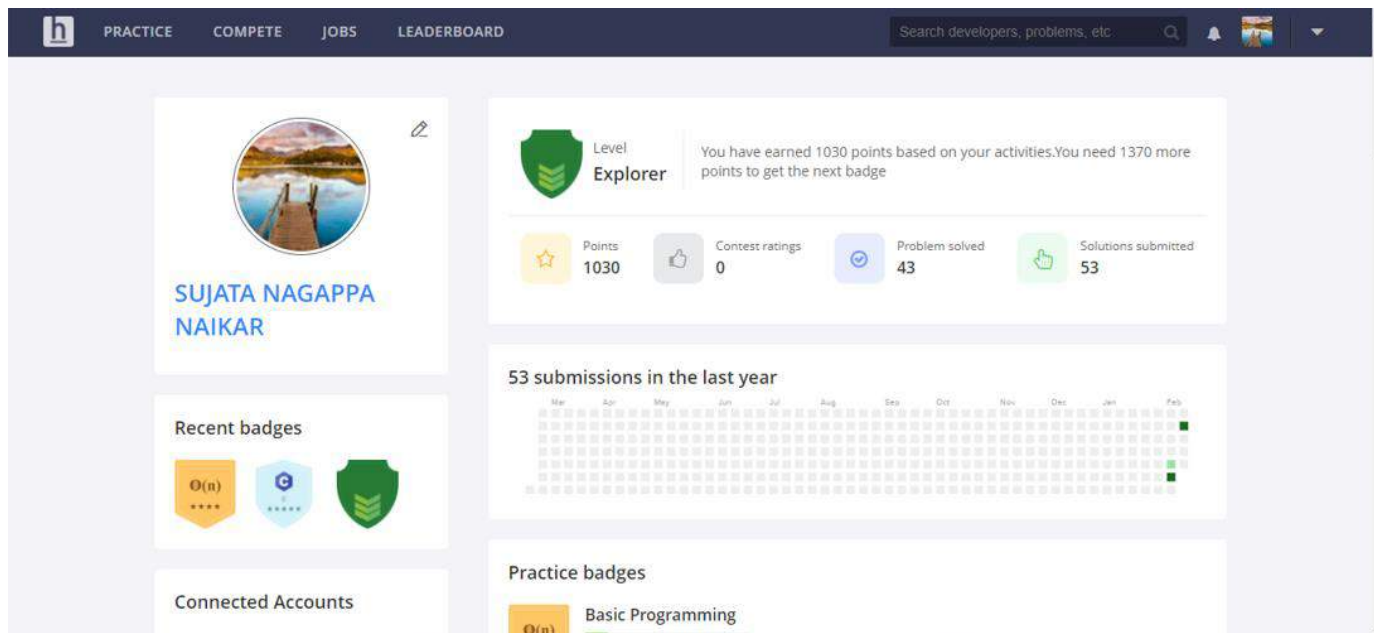 h PRACTICE COMPETE JOBS LEADERBOARD Search developers, problems, etc
SUJATA NAGAPPA
NAIKAR
Recent badges
O(n)
C
Connected Accounts
Level
Explorer
You have earned 1030 points based on your activities.You need 1370 more
points to get the next badge
Points
1030
Contest ratings
0
Problem solved
43
Solutions submitted
53
53 submissions in the last year
Mar Apr May Jun Jul Aug Sep Oct Nov Dec Jan Feb
Practice badges
O(n)
Basic Programming